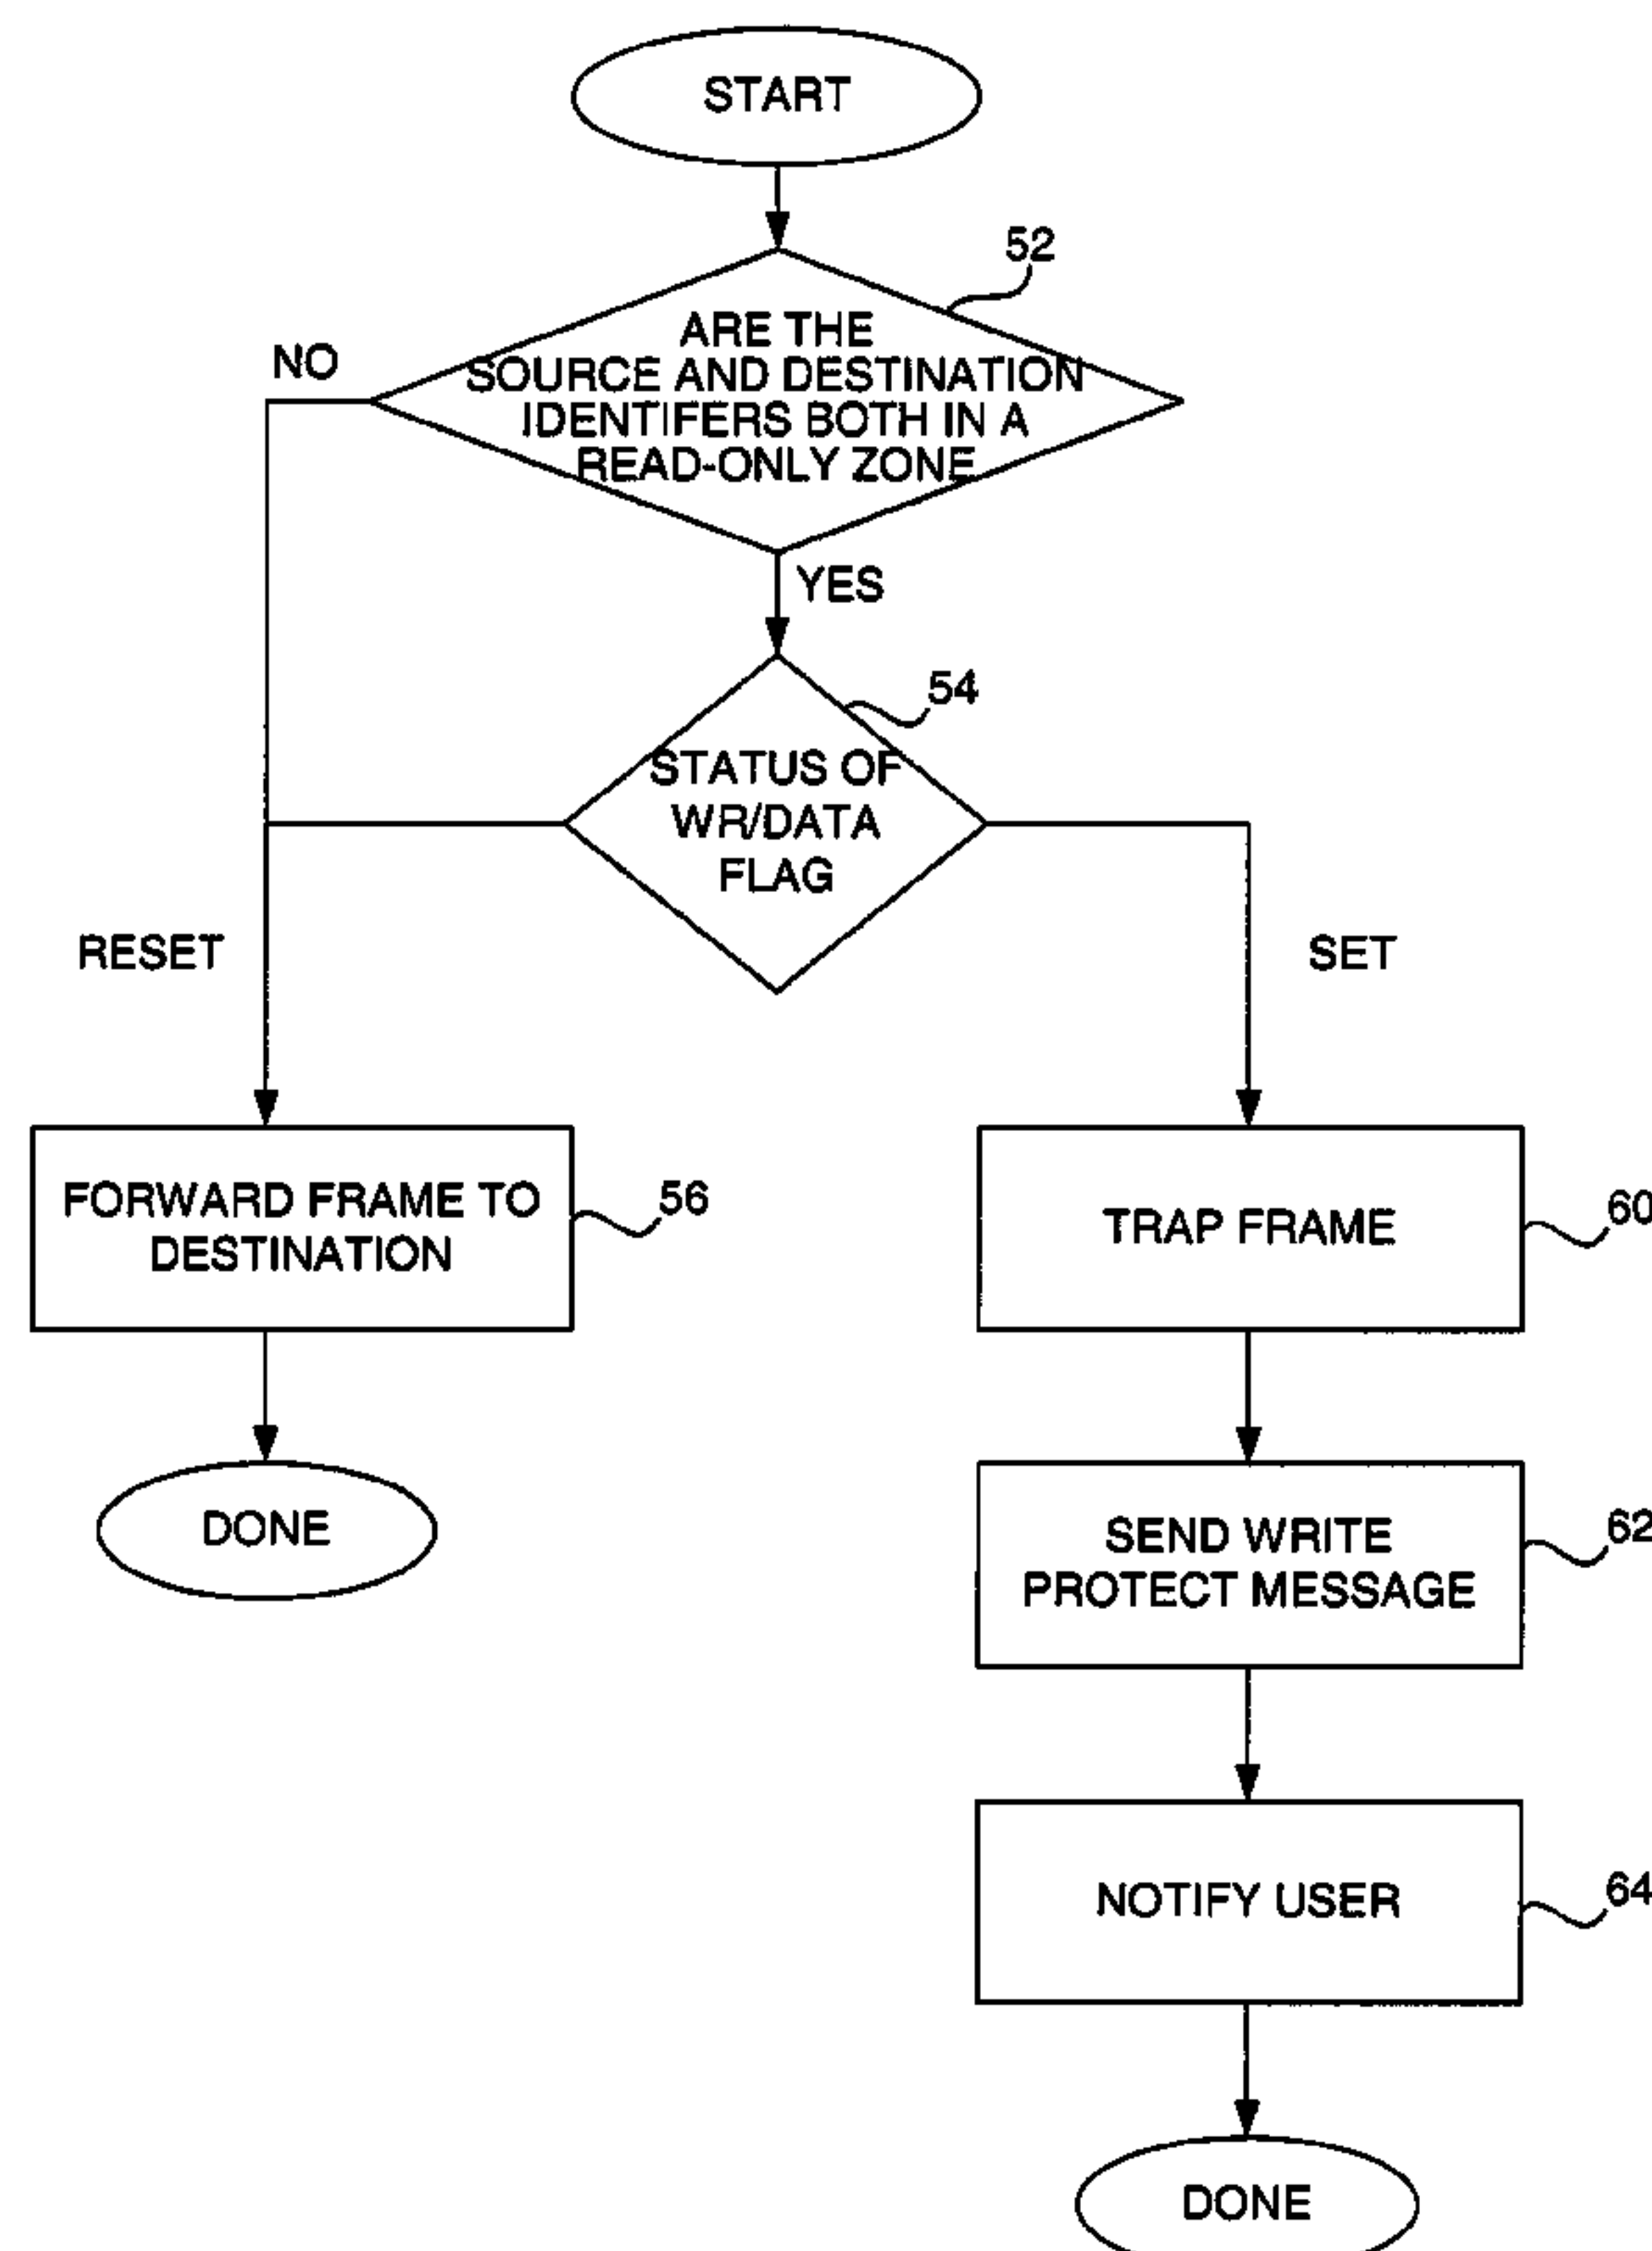 START
52
ARE THE
SOURCE AND DESTINATION
IDENTIFERS BOTH IN A
READ-ONLY ZONE
NO
YES
54
STATUS OF
WR/DATA
FLAG
RESET
SET
FORWARD FRAME TO
DESTINATION
56
TRAP FRAME
60
DONE
SEND WRITE
PROTECT MESSAGE
62
NOTIFY USER
64
DONE